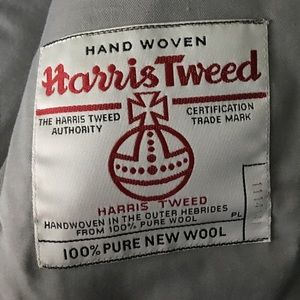 HAND WOVEN
Harris Tweed
THE HARRIS TWEED AUTHORITY
CERTIFICATION TRADE MARK
HARRIS TWEED
HANDWOVEN IN THE OUTER HEBRIDES
FROM 100% PURE WOOL
PL
100% PURE NEW WOOL